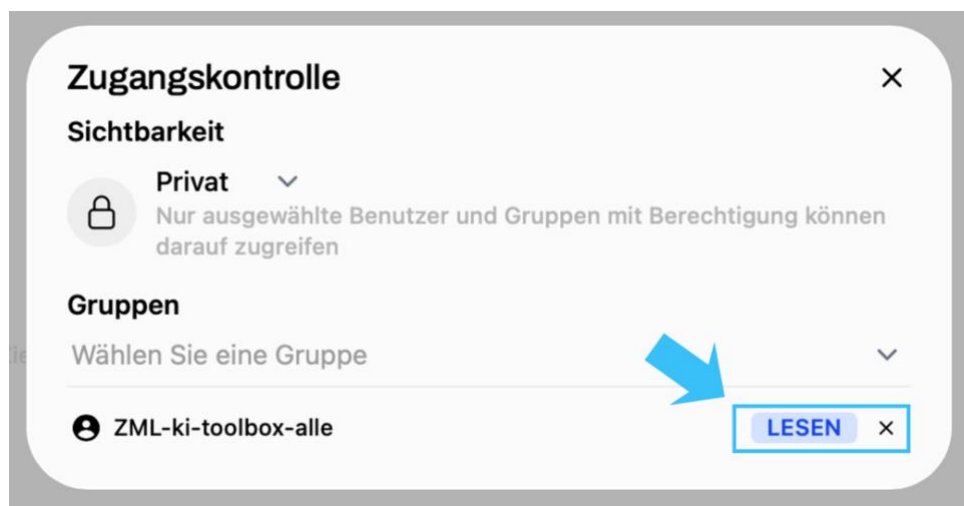 Zugangskontrolle
Sichtbarkeit
Privat
Nur ausgewählte Benutzer und Gruppen mit Berechtigung können
darauf zugreifen
Gruppen
Wählen Sie eine Gruppe
ZML-ki-toolbox-alle LESEN